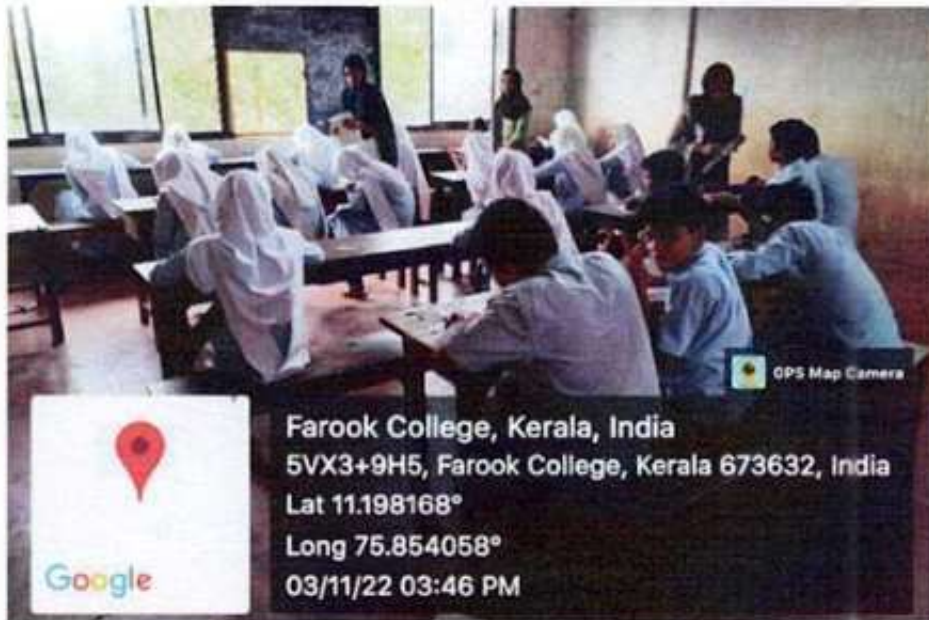 GPS Map Camera
Farook College, Kerala, India
5VX3+9H5, Farook College, Kerala 673632, India
Lat 11.198168°
Long 75.854058°
03/11/22 03:46 PM
Google